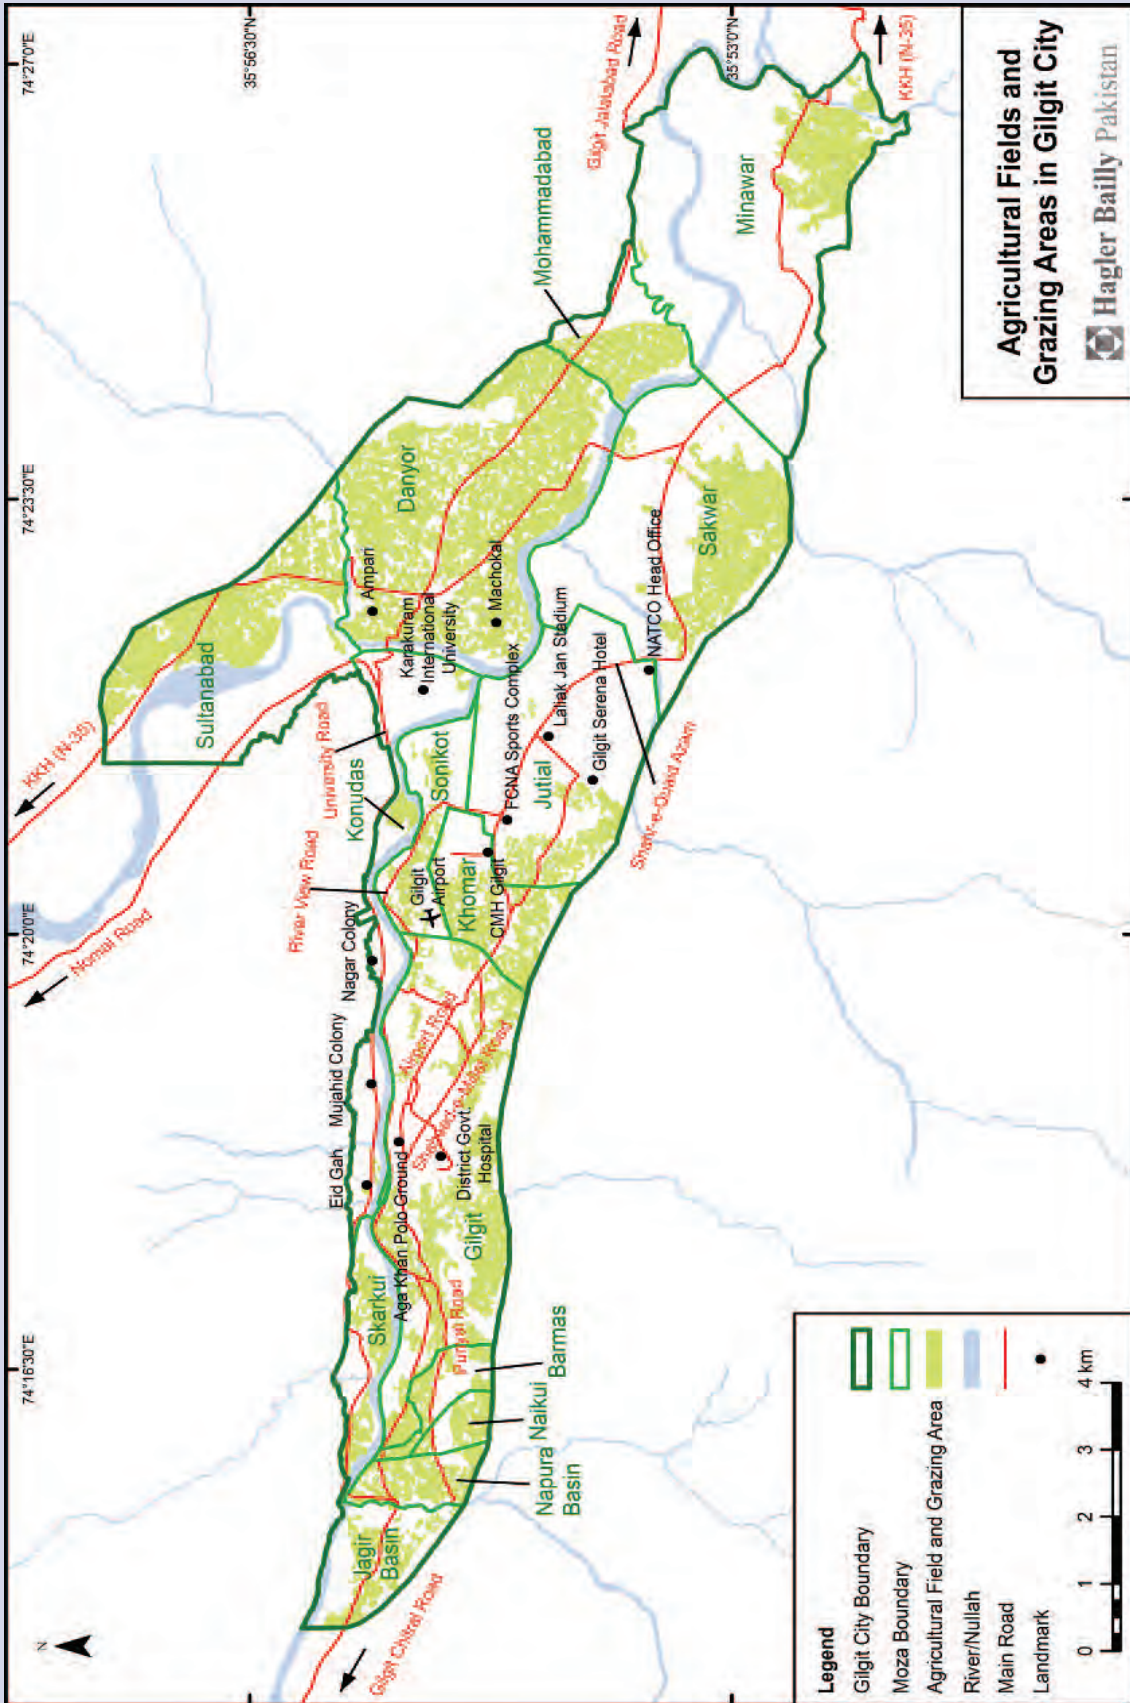 74°16'30"E
74°20'0"E
74°23'30"E
74°27'0"E
35°56'30"N
35°53'0"N
N
KKH (N-35)
Nomal Road
Sultanabad
University Road
River View Road
Konudas
Nagar Colony
Mujahid Colony
Eid Gah
Ampari
Danyor
Karakuram
International
University
Machokal
Mohammadabad
Gilgit Jalalabad Road
Skarkui
Aga Khan Polo Ground
Airport Road
Shaheed-e-Millat Road
District Govt.
Hospital
Gilgit
Gilgit
Airport
Sonikot
Khomar
CMH Gilgit
FCNA Sports Complex
Jutial
Lallak Jan Stadium
Gilgit Serena Hotel
NATCO Head Office
Shahr-e-Quaid Azam
Sakwar
Minawar
KKH (N-35)
Jagir
Basin
Gilgit Chitral Road
Punyal Road
Napura
Basin
Naikui
Barmas
Legend
Gilgit City Boundary
Moza Boundary
Agricultural Field and Grazing Area
River/Nullah
Main Road
Landmark
0 1 2 3 4 km
Agricultural Fields and
Grazing Areas in Gilgit City
Hagler Bailly Pakistan